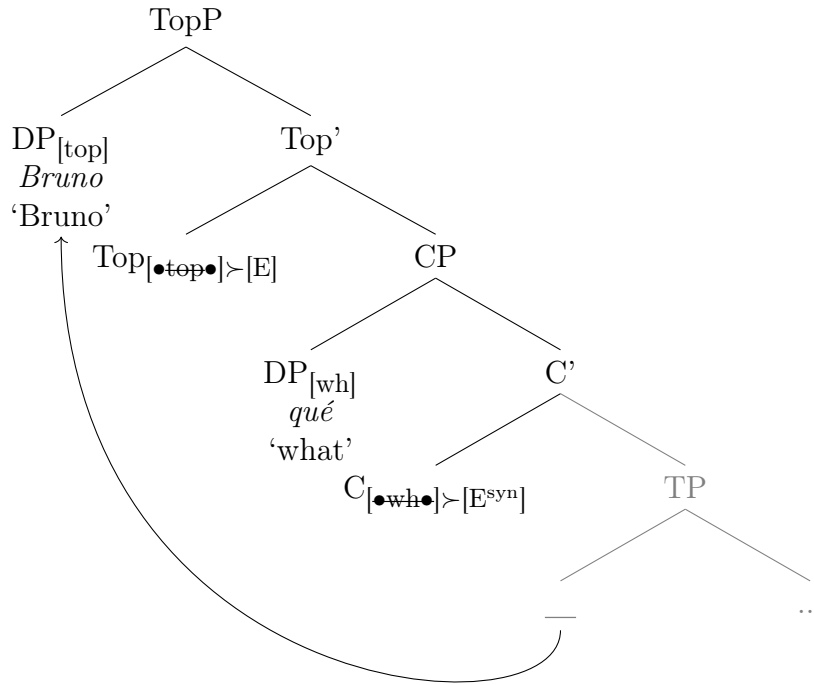 TopP
DP[top] Top'
Bruno
‘Bruno’
Top[●top●]≻[E] CP
DP[wh] C'
qué
‘what’
C[●wh●]≻[Eˢʸⁿ] TP
— ..